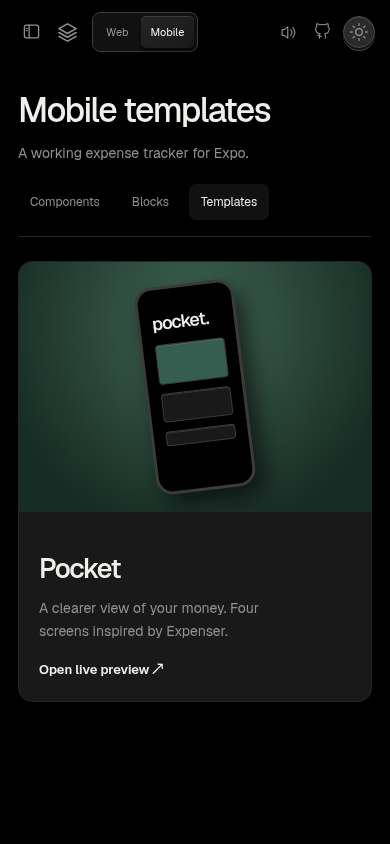 Web
Mobile
Mobile templates
A working expense tracker for Expo.
Components
Blocks
Templates
pocket.
Pocket
A clearer view of your money. Four
screens inspired by Expenser.
Open live preview